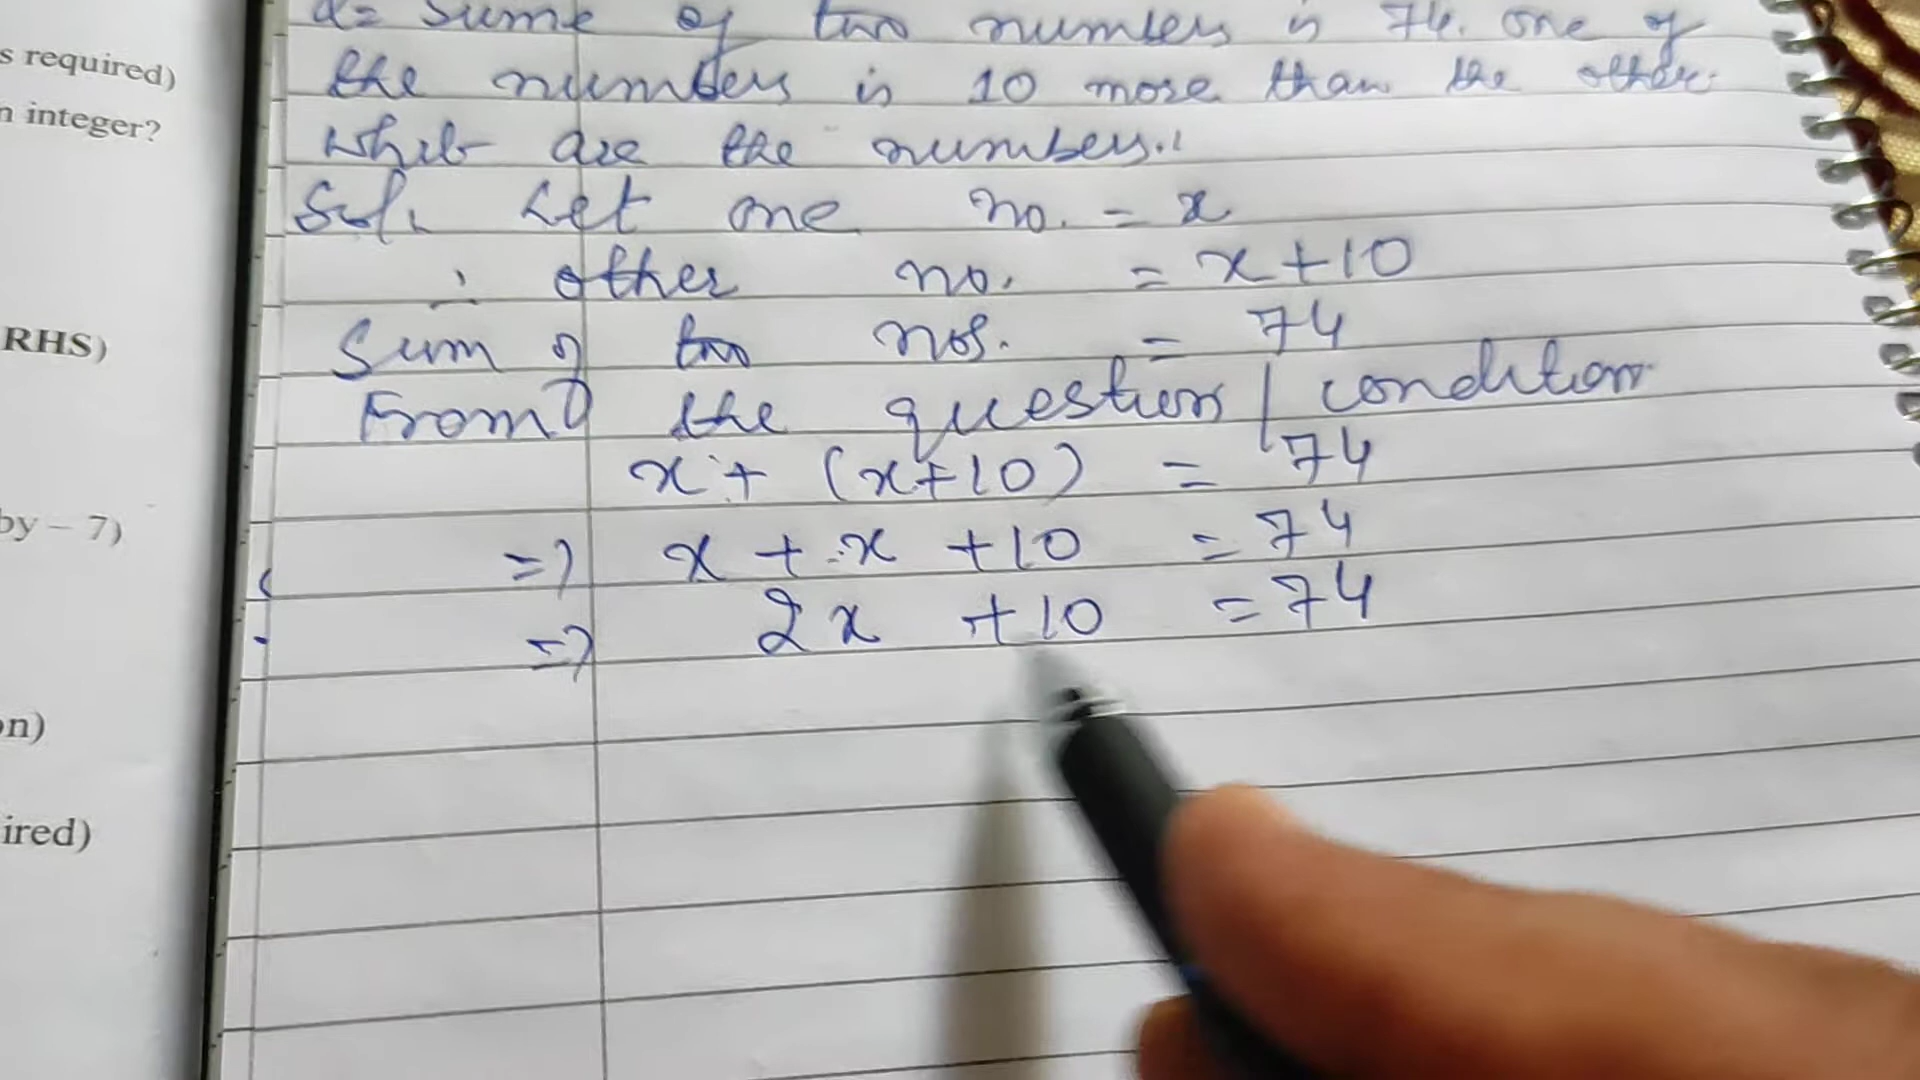 s required)
n integer?
RHS)
by – 7)
on)
ired)
Sum of two numbers is 74. one of
the numbers is 10 more than the other.
What are the numbers.
Sol. Let one no. = x
∴ other no. = x+10
Sum of two nos. = 74
From the question / condition
x + (x+10) = 74
=> x + x +10 = 74
=> 2x +10 = 74